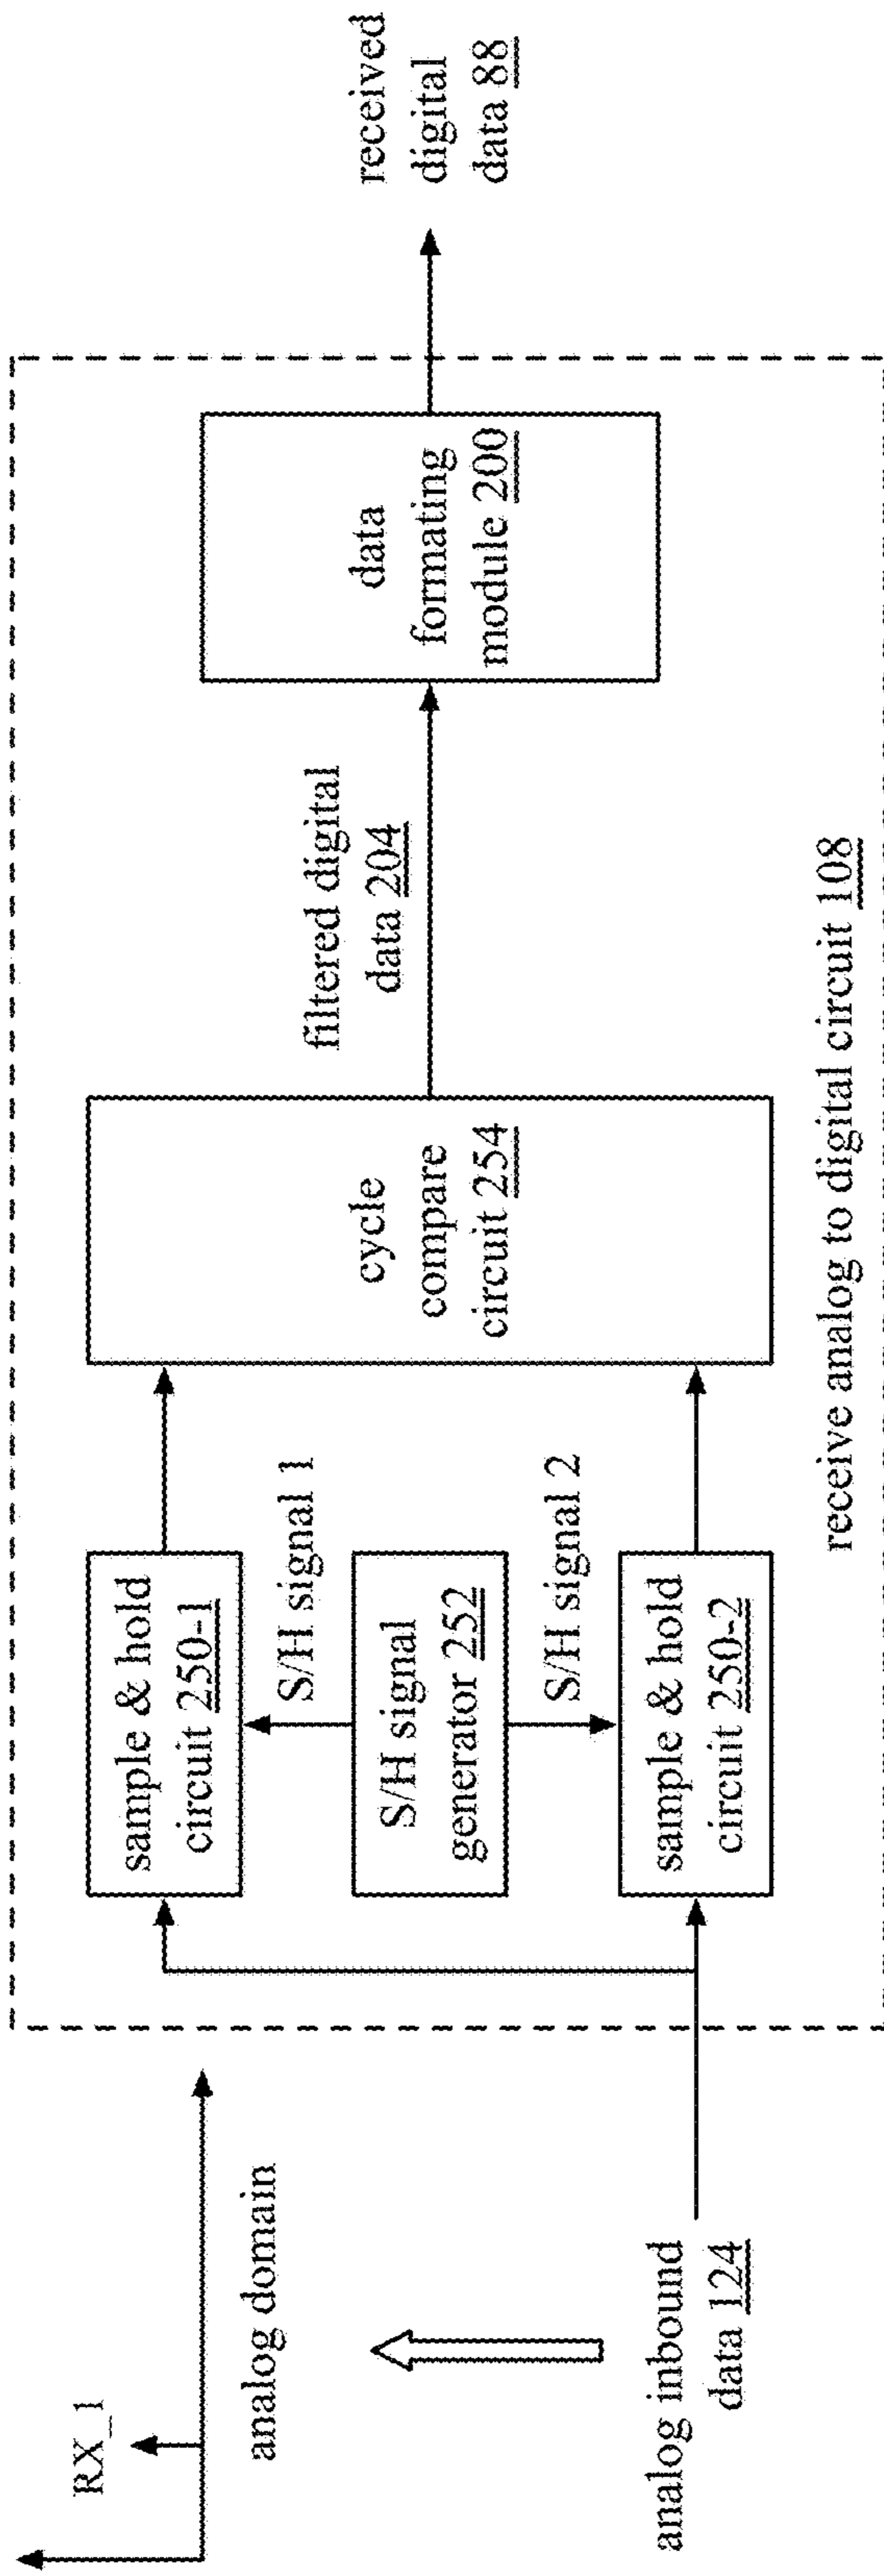 RX_1
analog domain
analog inbound
data 124
sample & hold
circuit 250-1
S/H signal 1
S/H signal
generator 252
S/H signal 2
sample & hold
circuit 250-2
cycle
compare
circuit 254
filtered digital
data 204
data
formating
module 200
received
digital
data 88
receive analog to digital circuit 108